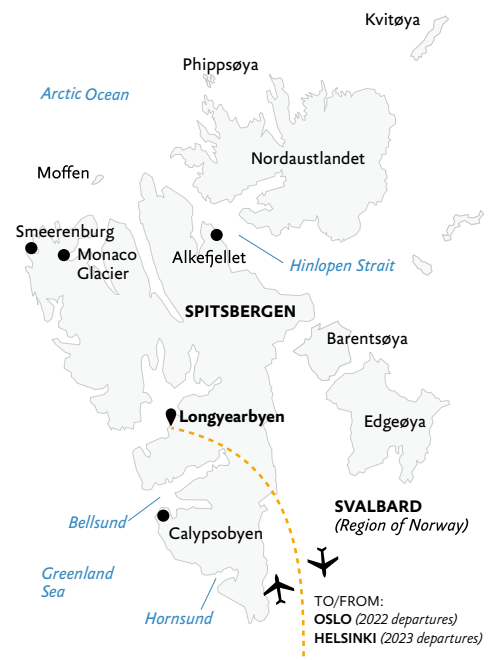 Kvitøya
Phippsøya
Arctic Ocean
Nordaustlandet
Moffen
Smeerenburg
Monaco
Glacier
Alkefjellet
Hinlopen Strait
SPITSBERGEN
Barentsøya
Longyearbyen
Edgeøya
SVALBARD
(Region of Norway)
Bellsund
Calypsobyen
Greenland
Sea
Hornsund
TO/FROM:
OSLO (2022 departures)
HELSINKI (2023 departures)